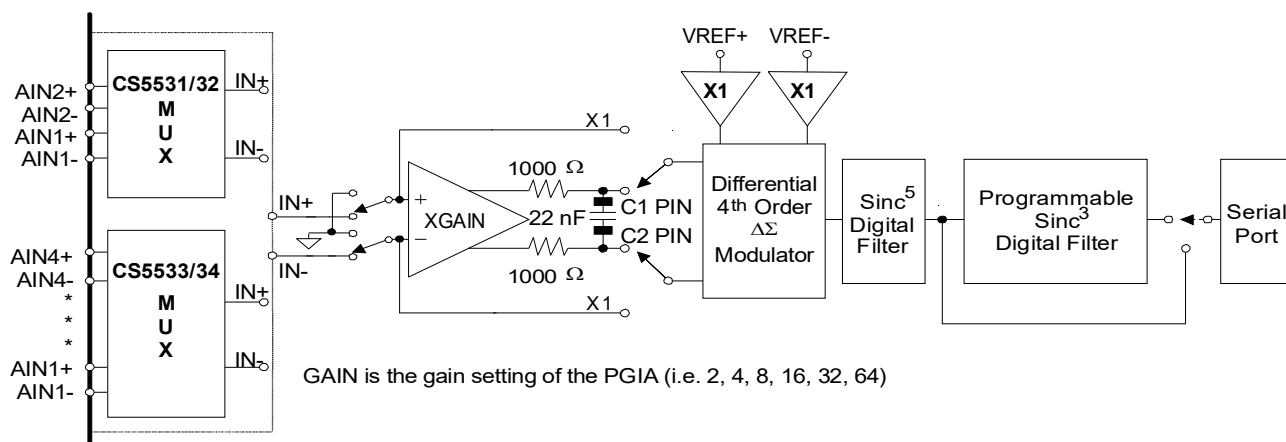 VREF+
VREF-
CS5531/32
M
U
X
AIN2+
AIN2-
AIN1+
AIN1-
IN+
IN-
X1
X1
X1
1000 Ω
IN+
IN-
+
XGAIN
−
22 nF
C1 PIN
C2 PIN
1000 Ω
X1
Differential
4th Order
ΔΣ
Modulator
Sinc5
Digital
Filter
Programmable
Sinc3
Digital Filter
Serial
Port
CS5533/34
M
U
X
AIN4+
AIN4-
*
*
*
AIN1+
AIN1-
IN+
IN-
GAIN is the gain setting of the PGIA (i.e. 2, 4, 8, 16, 32, 64)